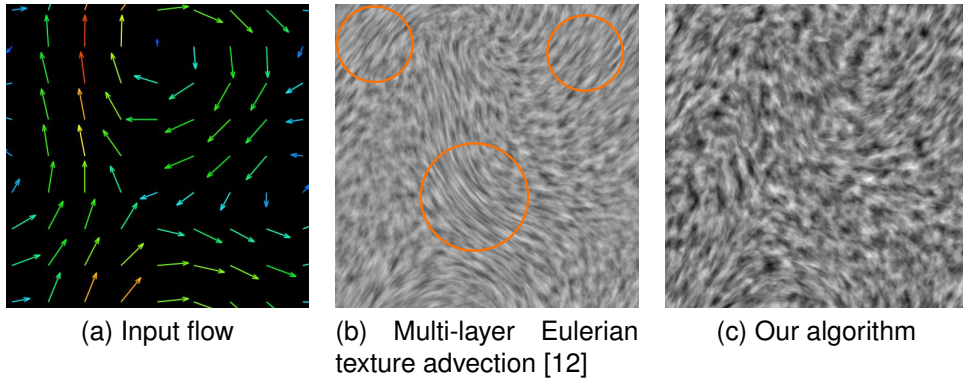 (a) Input flow
(b) Multi-layer Eulerian
texture advection [12]
(c) Our algorithm